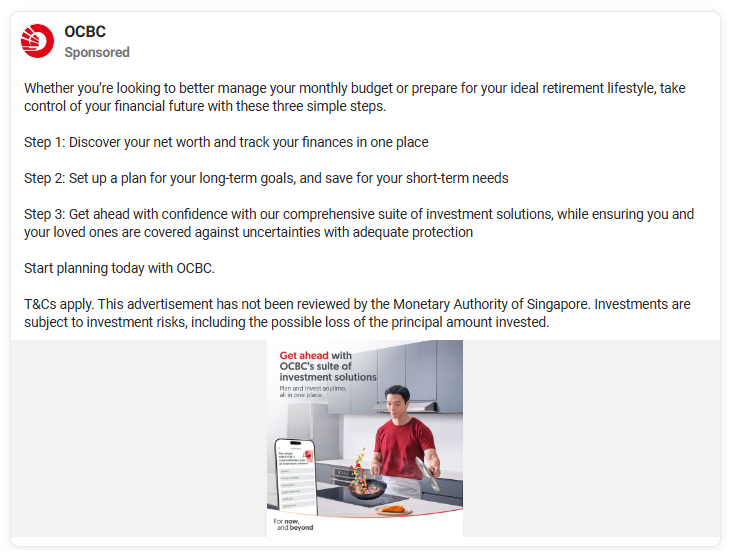 OCBC
Sponsored
Whether you’re looking to better manage your monthly budget or prepare for your ideal retirement lifestyle, take
control of your financial future with these three simple steps.
Step 1: Discover your net worth and track your finances in one place
Step 2: Set up a plan for your long-term goals, and save for your short-term needs
Step 3: Get ahead with confidence with our comprehensive suite of investment solutions, while ensuring you and
your loved ones are covered against uncertainties with adequate protection
Start planning today with OCBC.
T&Cs apply. This advertisement has not been reviewed by the Monetary Authority of Singapore. Investments are
subject to investment risks, including the possible loss of the principal amount invested.
Get ahead with
OCBC's suite of
investment solutions
Plan and invest anytime,
all in one place.
For now,
and beyond